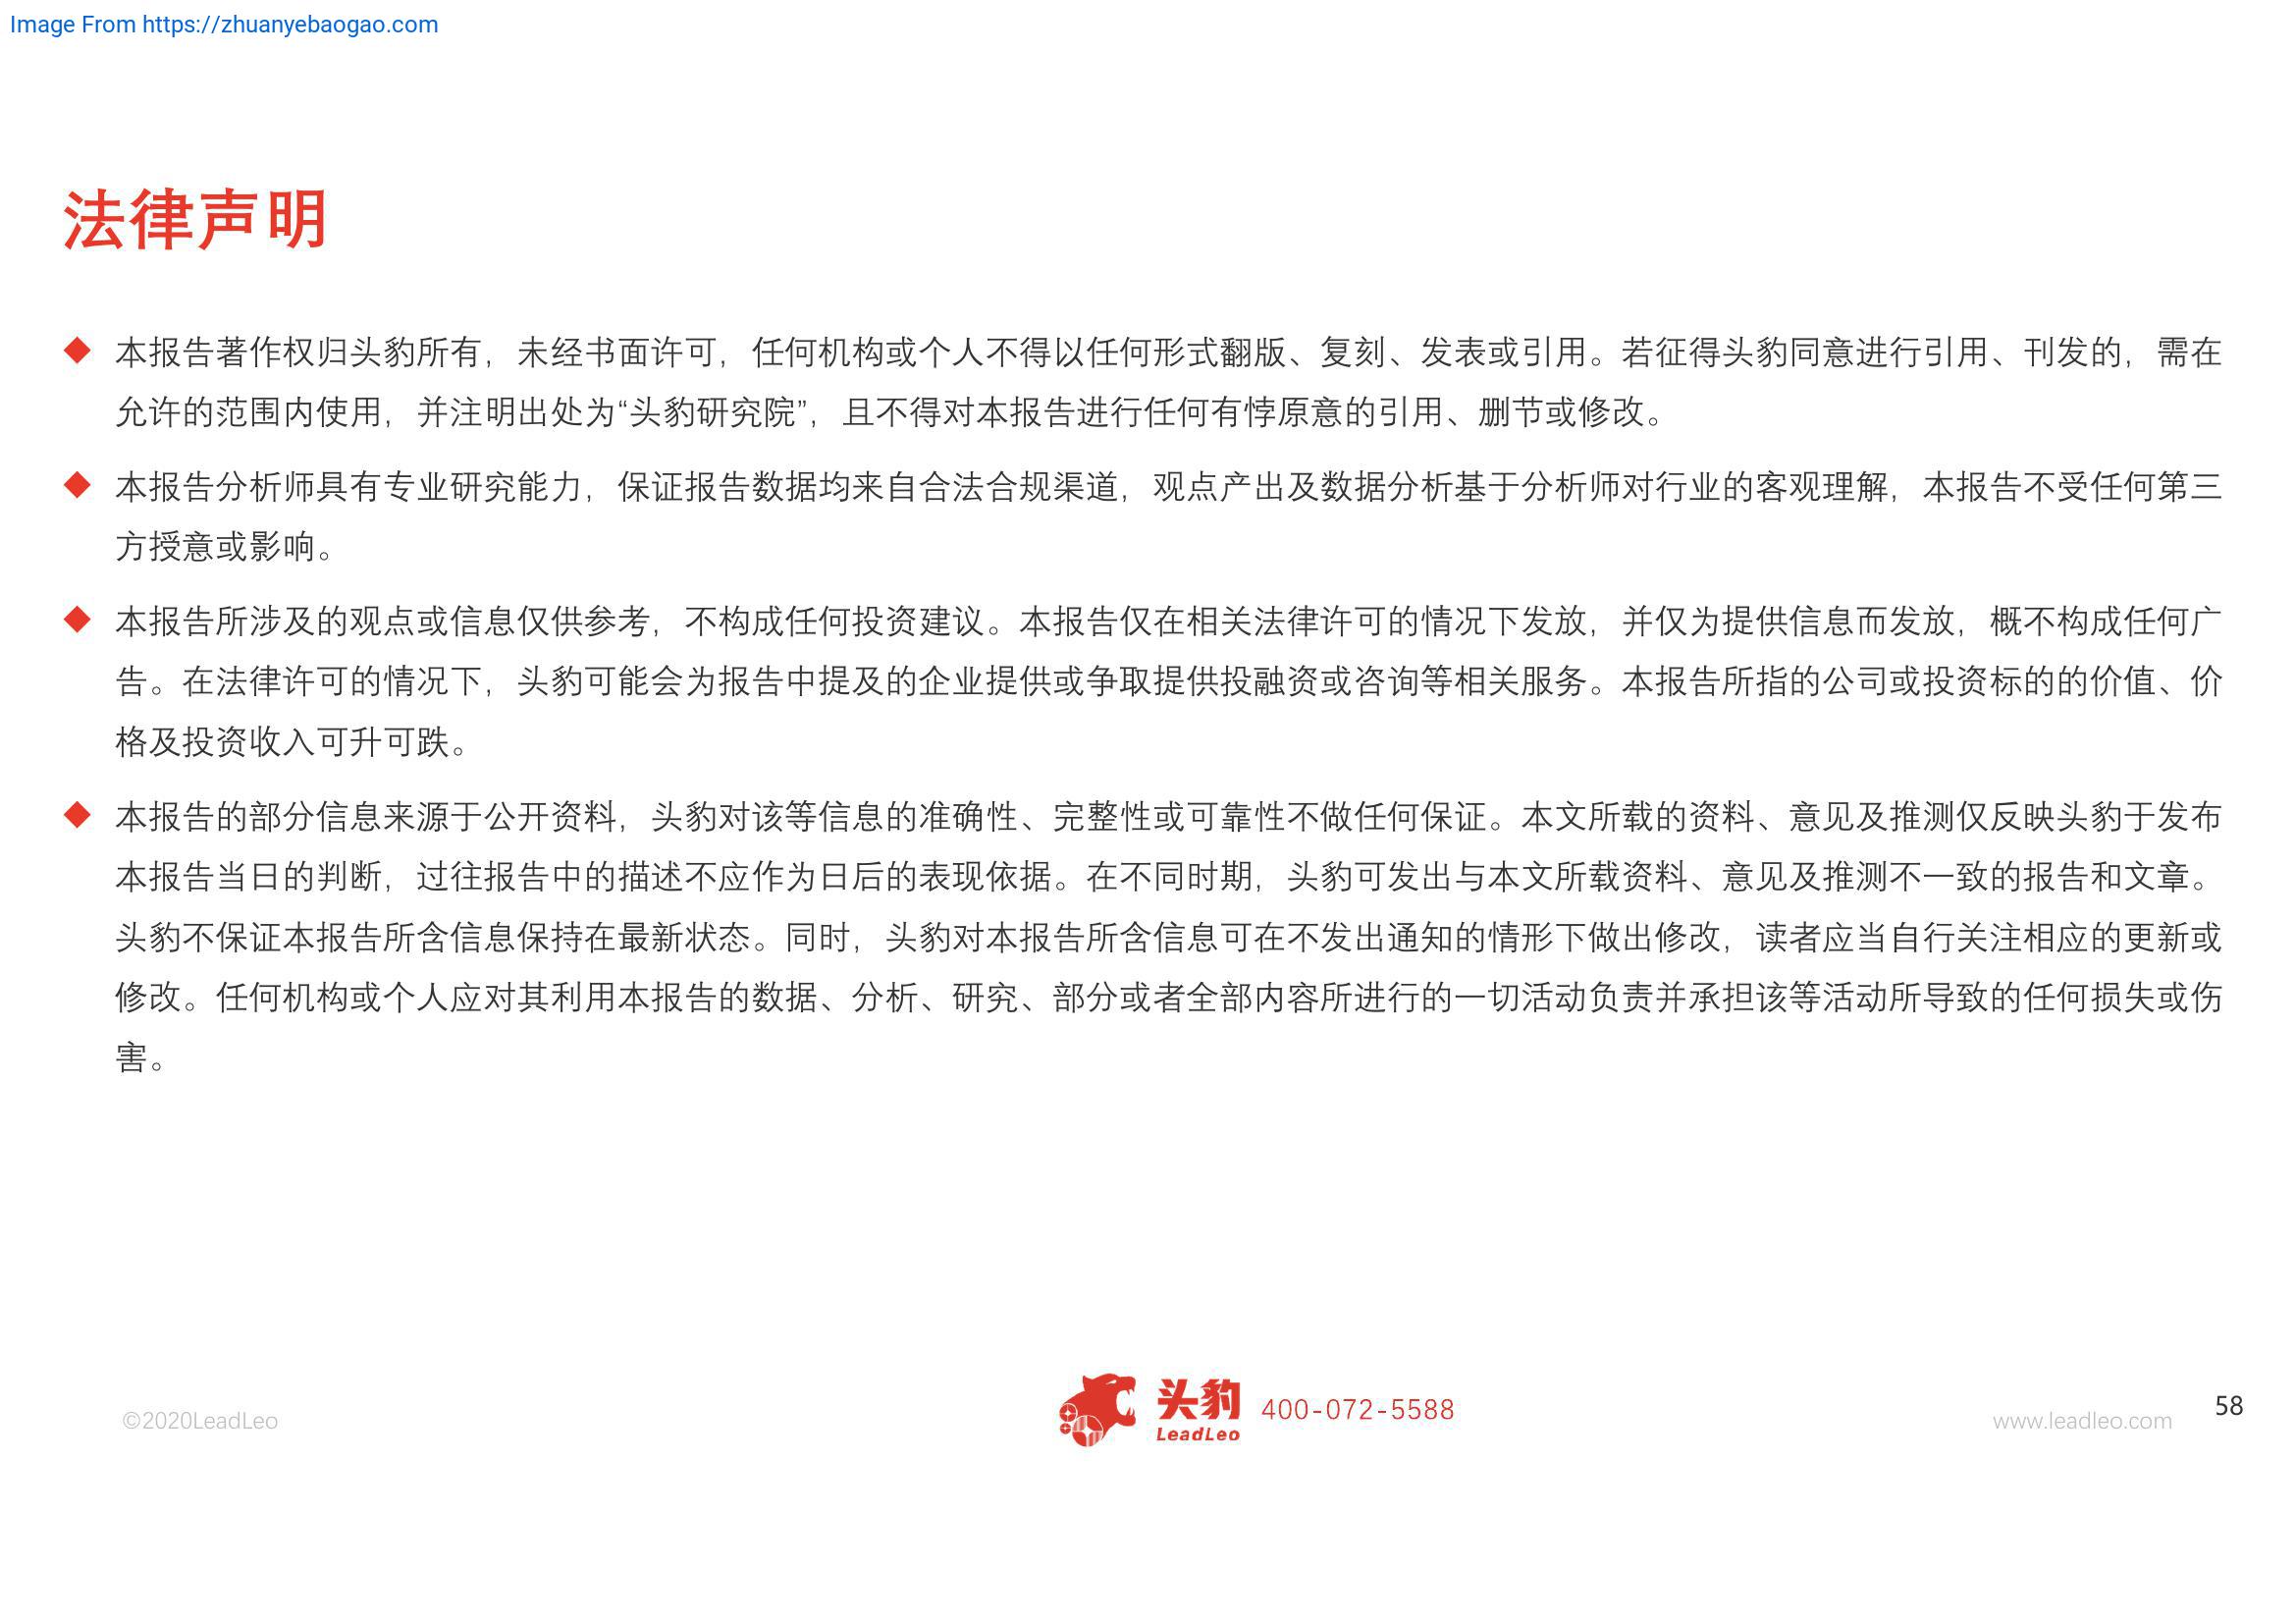 Image From https://zhuanyebaogao.com
法律声明
◆ 本报告著作权归头豹所有，未经书面许可，任何机构或个人不得以任何形式翻版、复刻、发表或引用。若征得头豹同意进行引用、刊发的，需在
允许的范围内使用，并注明出处为“头豹研究院”，且不得对本报告进行任何有悖原意的引用、删节或修改。
◆ 本报告分析师具有专业研究能力，保证报告数据均来自合法合规渠道，观点产出及数据分析基于分析师对行业的客观理解，本报告不受任何第三
方授意或影响。
◆ 本报告所涉及的观点或信息仅供参考，不构成任何投资建议。本报告仅在相关法律许可的情况下发放，并仅为提供信息而发放，概不构成任何广
告。在法律许可的情况下，头豹可能会为报告中提及的企业提供或争取提供投融资或咨询等相关服务。本报告所指的公司或投资标的的价值、价
格及投资收入可升可跌。
◆ 本报告的部分信息来源于公开资料，头豹对该等信息的准确性、完整性或可靠性不做任何保证。本文所载的资料、意见及推测仅反映头豹于发布
本报告当日的判断，过往报告中的描述不应作为日后的表现依据。在不同时期，头豹可发出与本文所载资料、意见及推测不一致的报告和文章。
头豹不保证本报告所含信息保持在最新状态。同时，头豹对本报告所含信息可在不发出通知的情形下做出修改，读者应当自行关注相应的更新或
修改。任何机构或个人应对其利用本报告的数据、分析、研究、部分或者全部内容所进行的一切活动负责并承担该等活动所导致的任何损失或伤
害。
©2020LeadLeo
头豹
LeadLeo
400-072-5588
www.leadleo.com
58